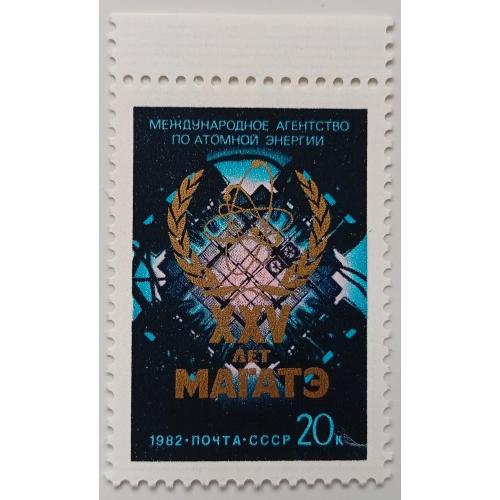 МЕЖДУНАРОДНОЕ АГЕНТСТВО
ПО АТОМНОЙ ЭНЕРГИИ
XXV
ЛЕТ
МАГАТЭ
1982•ПОЧТА•СССР 20к